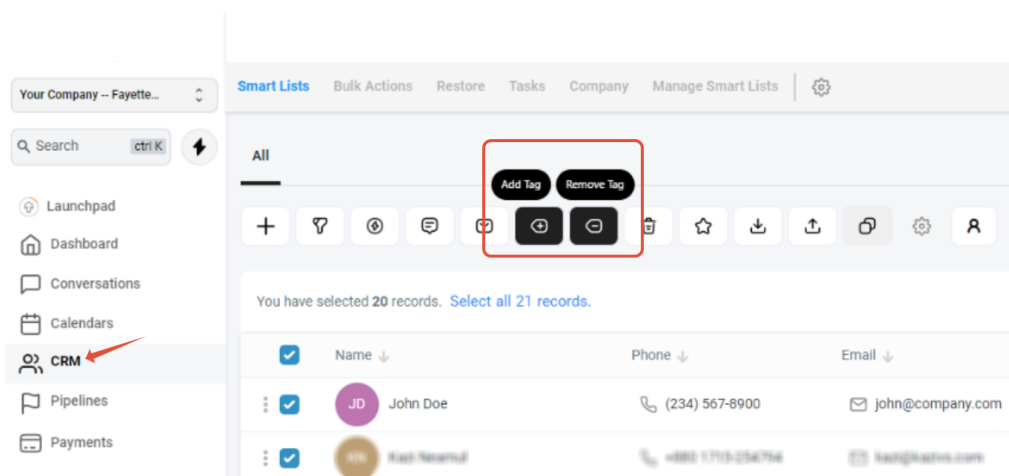 Your Company -- Fayette...
Smart Lists Bulk Actions Restore Tasks Company Manage Smart Lists
Search ctrl K
All
Add Tag Remove Tag
Launchpad
Dashboard
Conversations
Calendars
CRM
Pipelines
Payments
You have selected 20 records. Select all 21 records.
Name Phone Email
JD John Doe (234) 567-8900 john@company.com